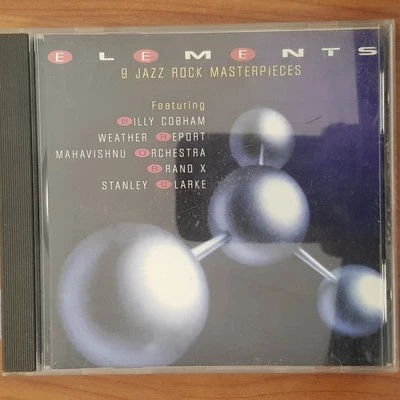 ELEMENTS
9 JAZZ ROCK MASTERPIECES
Featuring
BILLY COBHAM
WEATHER REPORT
MAHAVISHNU ORCHESTRA
BRAND X
STANLEY CLARKE